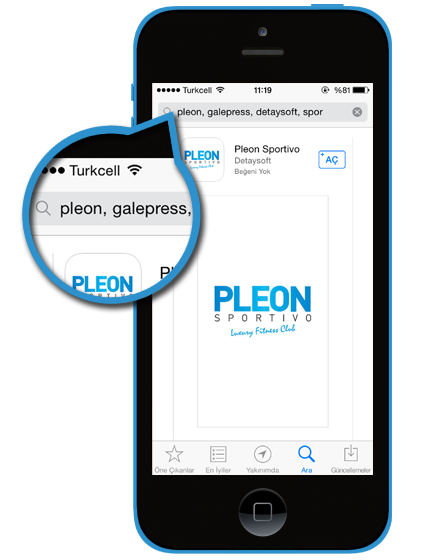 Turkcell 11:19 %81
pleon, galepress, detaysoft, spor
PLEON
SPORTIVO
Pleon Sportivo
Detaysoft
Beğeni Yok
AÇ
Turkcell
pleon, galepress,
PLEON
SPORTIVO
Pl
PLEON
SPORTIVO
Luxury Fitness Club
Öne Çıkanlar En İyiler Yakınımda Ara Güncellemeler